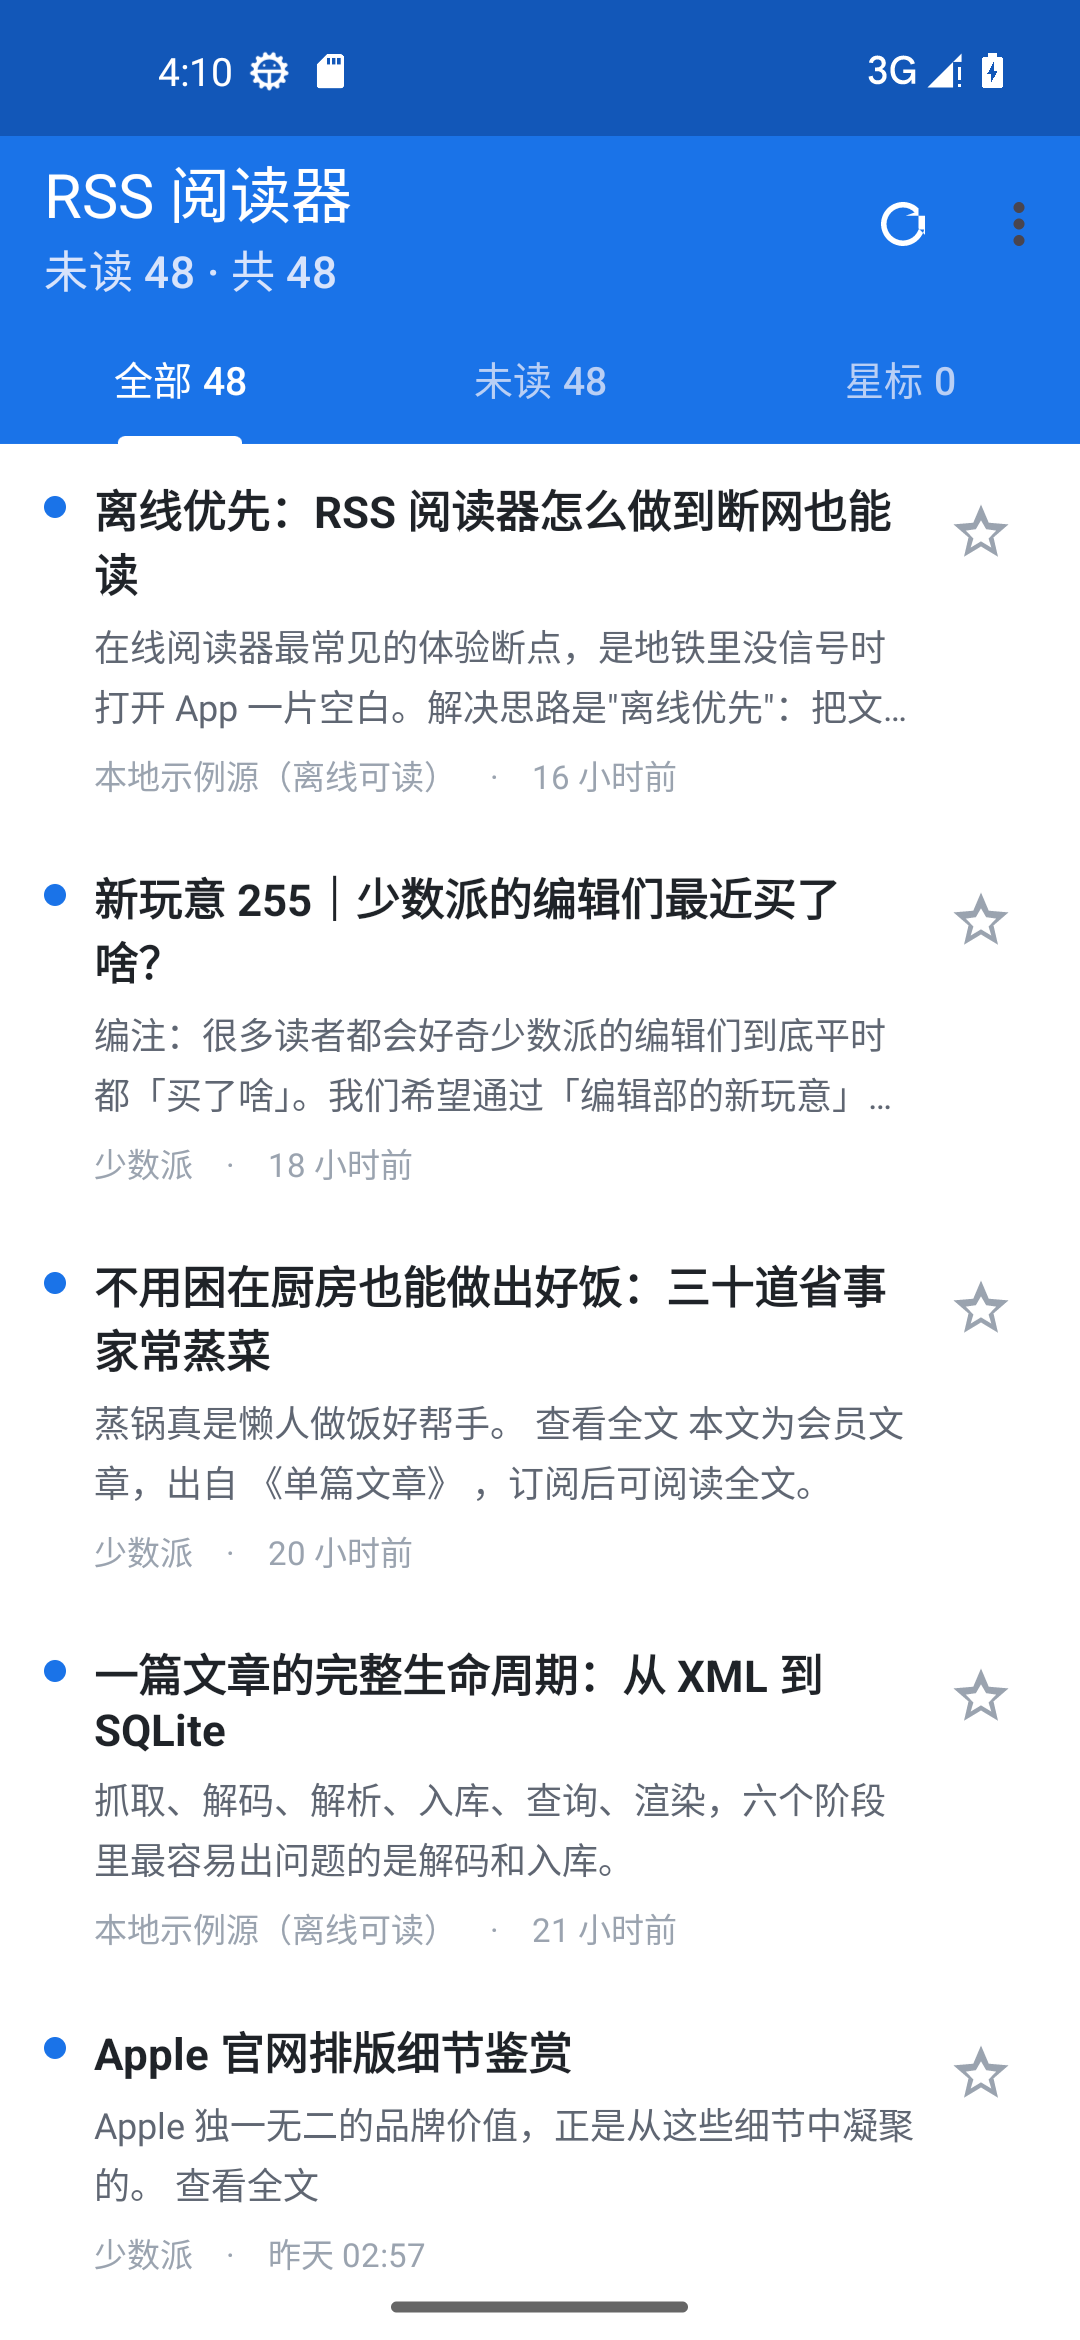 4:10
3G
RSS 阅读器
未读 48 · 共 48
全部 48
未读 48
星标 0
离线优先：RSS 阅读器怎么做到断网也能
读
在线阅读器最常见的体验断点，是地铁里没信号时
打开 App 一片空白。解决思路是"离线优先"：把文…
本地示例源（离线可读） · 16 小时前
新玩意 255｜少数派的编辑们最近买了
啥？
编注：很多读者都会好奇少数派的编辑们到底平时
都「买了啥」。我们希望通过「编辑部的新玩意」…
少数派 · 18 小时前
不用困在厨房也能做出好饭：三十道省事
家常蒸菜
蒸锅真是懒人做饭好帮手。 查看全文 本文为会员文
章，出自 《单篇文章》 ，订阅后可阅读全文。
少数派 · 20 小时前
一篇文章的完整生命周期：从 XML 到
SQLite
抓取、解码、解析、入库、查询、渲染，六个阶段
里最容易出问题的是解码和入库。
本地示例源（离线可读） · 21 小时前
Apple 官网排版细节鉴赏
Apple 独一无二的品牌价值，正是从这些细节中凝聚
的。 查看全文
少数派 · 昨天 02:57